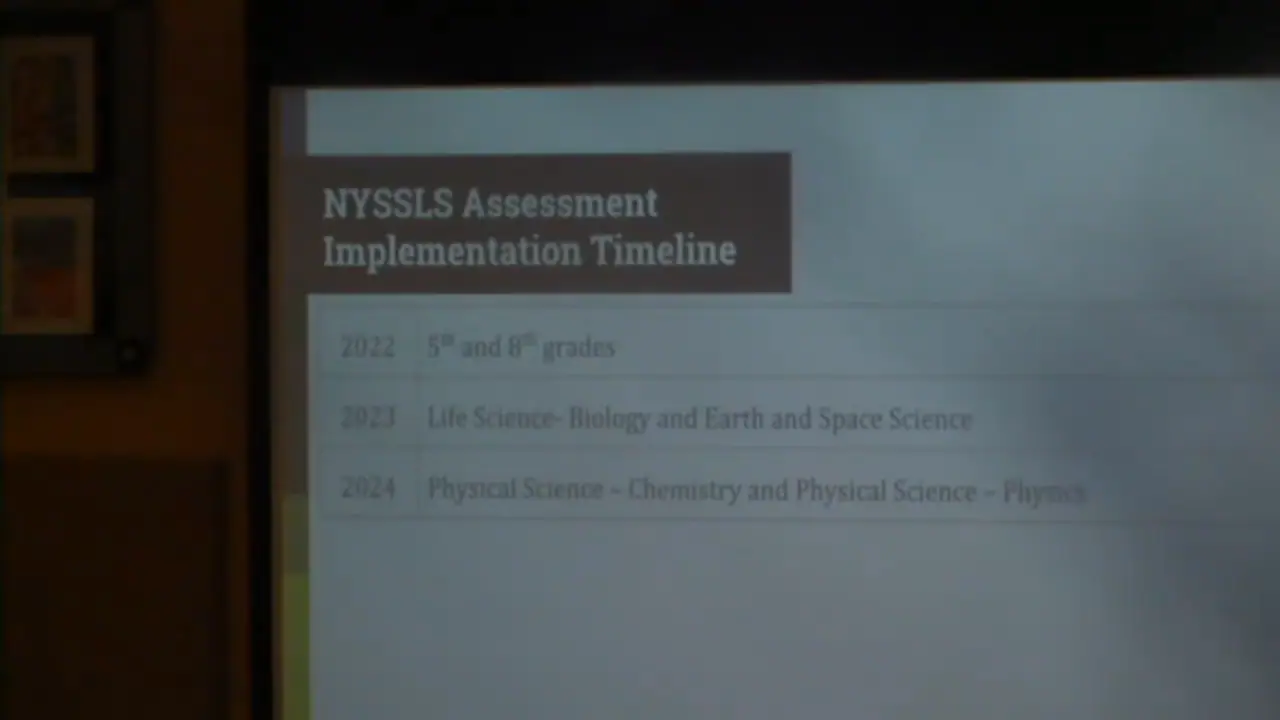 NYSSLS Assessment
Implementation Timeline
2022 5th and 8th grades
2023 Life Science- Biology and Earth and Space Science
2024 Physical Science – Chemistry and Physical Science – Physics